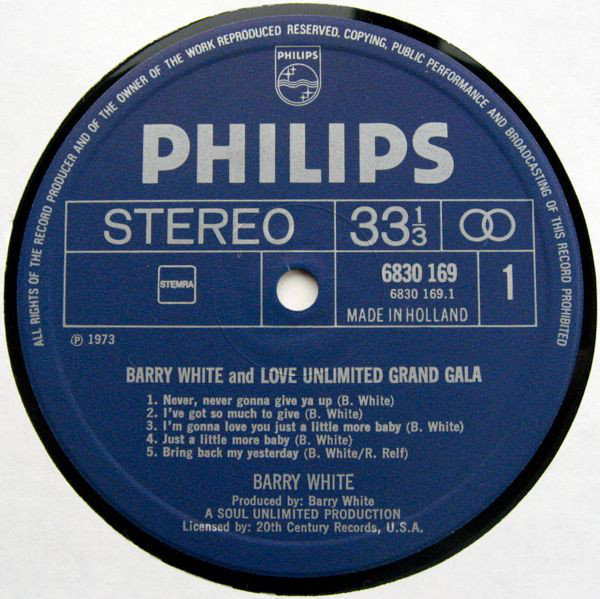 ALL RIGHTS OF THE RECORD PRODUCER AND OF THE OWNER OF THE WORK REPRODUCED RESERVED. COPYING, PUBLIC PERFORMANCE AND BROADCASTING OF THIS RECORD PROHIBITED
PHILIPS
PHILIPS
STEREO 33 1/3
STEMRA
6830 169
6830 169.1
1
MADE IN HOLLAND
℗ 1973
BARRY WHITE and LOVE UNLIMITED GRAND GALA
1. Never, never gonna give ya up (B. White)
2. I've got so much to give (B. White)
3. I'm gonna love you just a little more baby (B. White)
4. Just a little more baby (B. White)
5. Bring back my yesterday (B. White/R. Relf)
BARRY WHITE
Produced by: Barry White
A SOUL UNLIMITED PRODUCTION
Licensed by: 20th Century Records, U.S.A.